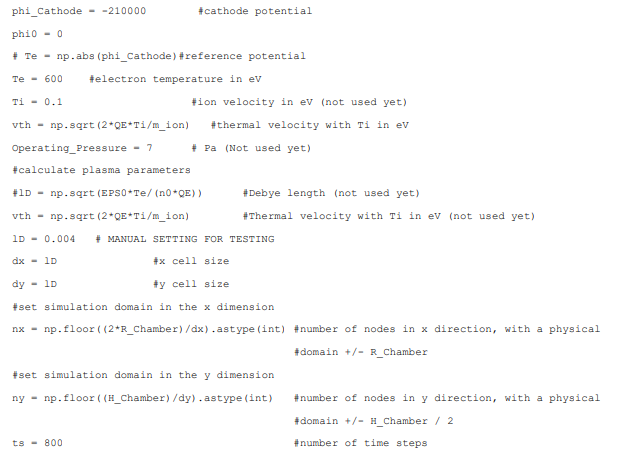 phi_Cathode = -210000 #cathode potential
phi0 = 0
# Te = np.abs(phi_Cathode)#reference potential
Te = 600 #electron temperature in eV
Ti = 0.1 #ion velocity in eV (not used yet)
vth = np.sqrt(2*QE*Ti/m_ion) #thermal velocity with Ti in eV
Operating_Pressure = 7 # Pa (Not used yet)
#calculate plasma parameters
#lD = np.sqrt(EPS0*Te/(n0*QE)) #Debye length (not used yet)
vth = np.sqrt(2*QE*Ti/m_ion) #Thermal velocity with Ti in eV (not used yet)
lD = 0.004 # MANUAL SETTING FOR TESTING
dx = lD #x cell size
dy = lD #y cell size
#set simulation domain in the x dimension
nx = np.floor((2*R_Chamber)/dx).astype(int) #number of nodes in x direction, with a physical
#domain +/- R_Chamber
#set simulation domain in the y dimension
ny = np.floor((H_Chamber)/dy).astype(int) #number of nodes in y direction, with a physical
#domain +/- H_Chamber / 2
ts = 800 #number of time steps